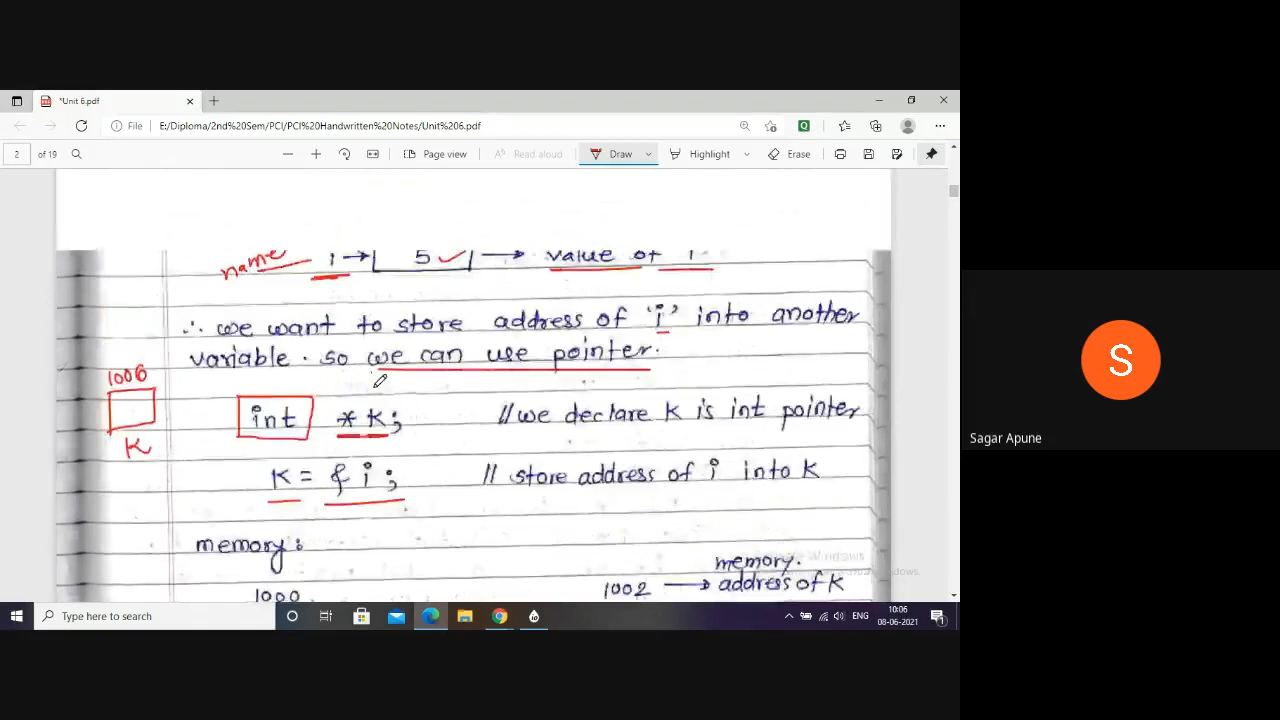 *Unit 6.pdf
File
E:/Diploma/2nd%20Sem/PCI/PCI%20Handwritten%20Notes/Unit%206.pdf
2 of 19
Page view
Read aloud
Draw
Highlight
Erase
name i → 5 → value of i
∴ we want to store address of 'i' into another
variable. so we can use pointer.
1006
int * k; //we declare k is int pointer
K
K = & i ; // store address of i into k
memory:
memory.
1000 1002 → address of K
Type here to search
ENG
10:06
08-06-2021
1
S
Sagar Apune